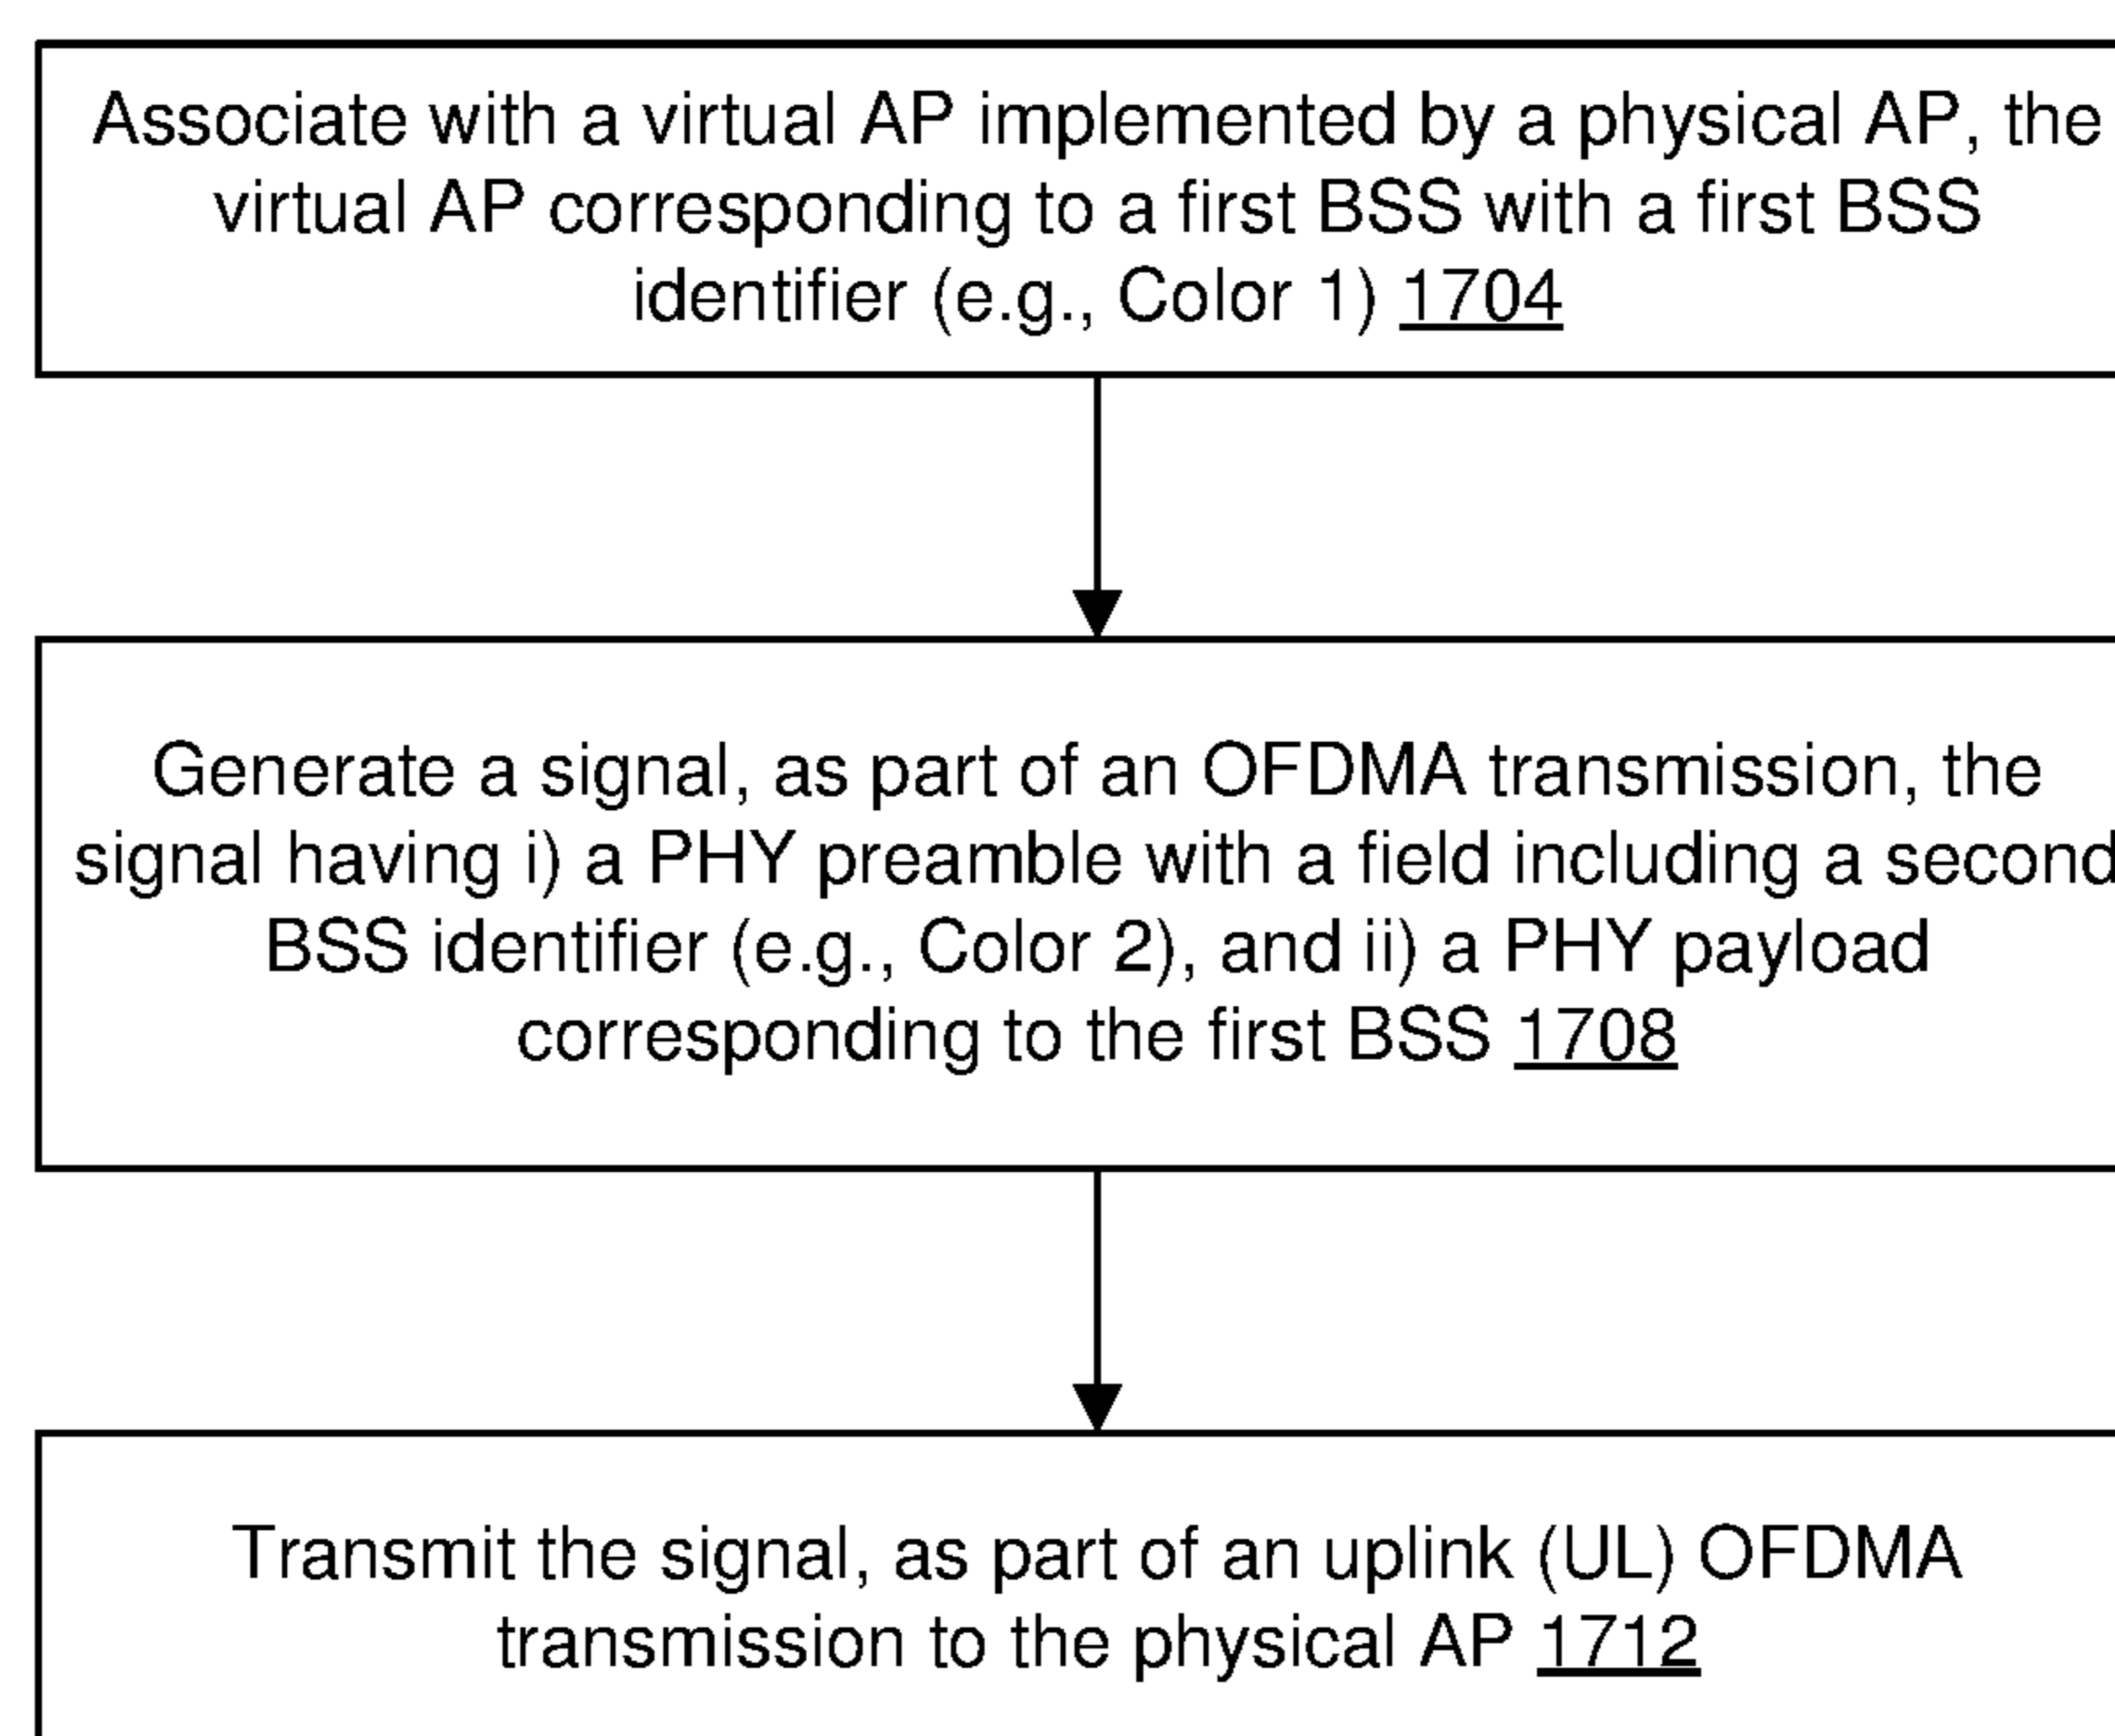 Associate with a virtual AP implemented by a physical AP, the
virtual AP corresponding to a first BSS with a first BSS
identifier (e.g., Color 1) 1704
Generate a signal, as part of an OFDMA transmission, the
signal having i) a PHY preamble with a field including a second
BSS identifier (e.g., Color 2), and ii) a PHY payload
corresponding to the first BSS 1708
Transmit the signal, as part of an uplink (UL) OFDMA
transmission to the physical AP 1712